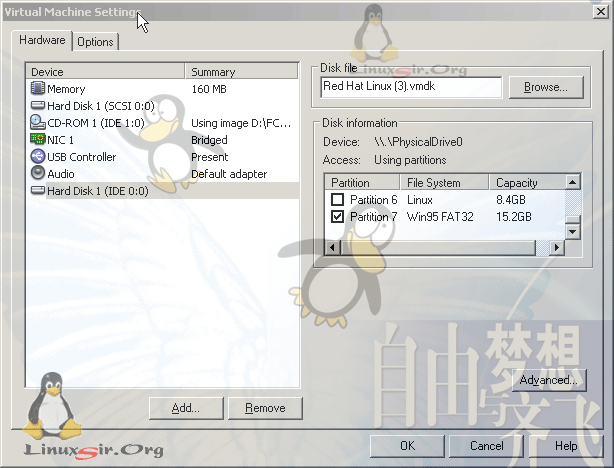 Virtual Machine Settings
Hardware
Options
Device Summary
Memory 160 MB
Hard Disk 1 (SCSI 0:0)
CD-ROM 1 (IDE 1:0) Using image D:\FC...
NIC 1 Bridged
USB Controller Present
Audio Default adapter
Hard Disk 1 (IDE 0:0)
Add...
Remove
LinuxSir.Org
Disk file
Red Hat Linux (3).vmdk
Browse...
Disk information
Device: \\.\PhysicalDrive0
Access: Using partitions
Partition File System Capacity
Partition 6 Linux 8.4GB
Partition 7 Win95 FAT32 15.2GB
自由 梦想
与 齐飞
Advanced...
LinuxSir.Org
OK
Cancel
Help